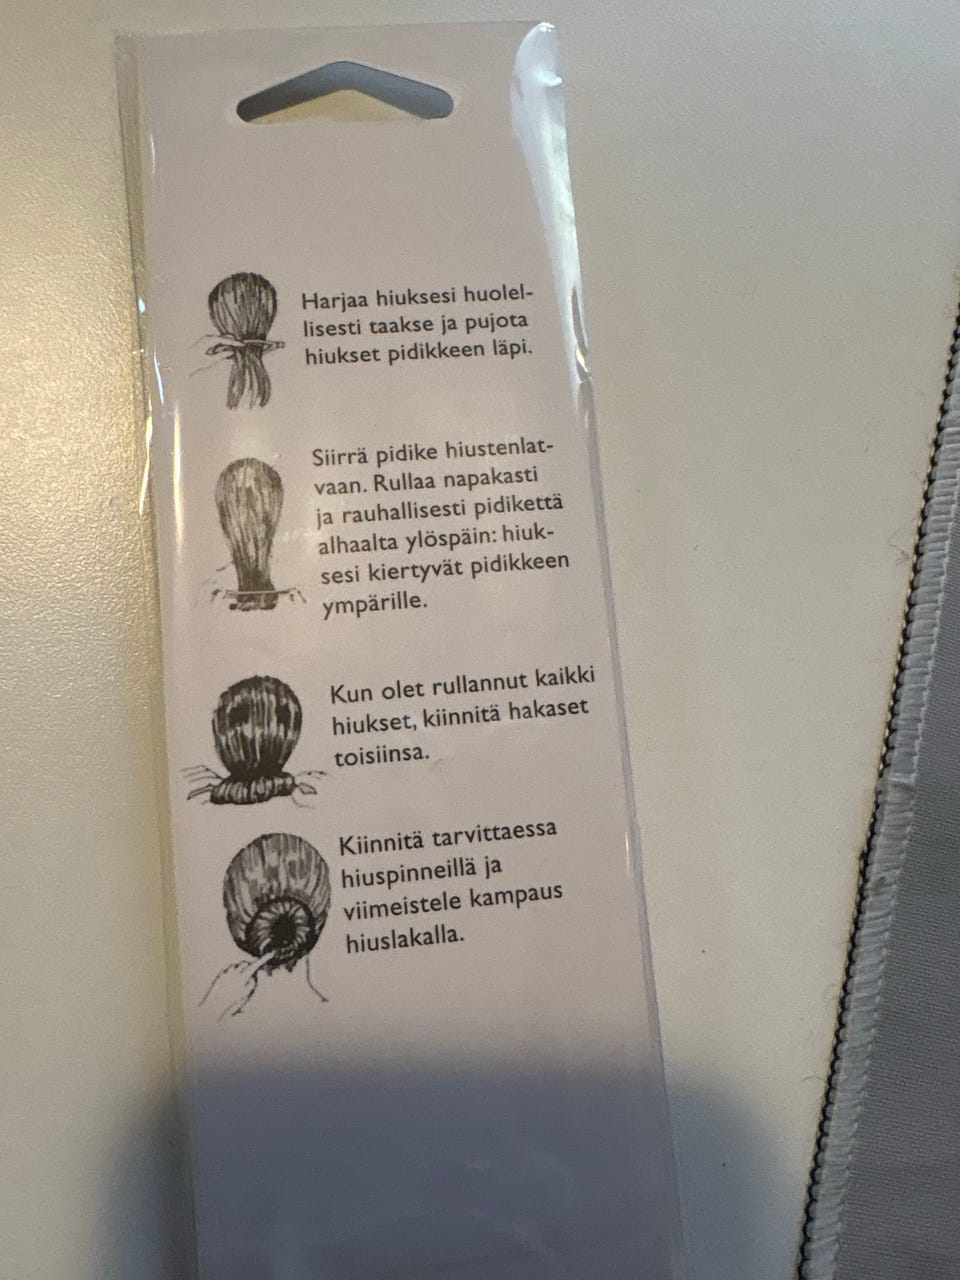 Harjaa hiuksesi huolel-
lisesti taakse ja pujota
hiukset pidikkeen läpi.
Siirrä pidike hiustenlat-
vaan. Rullaa napakasti
ja rauhallisesti pidikettä
alhaalta ylöspäin: hiuk-
sesi kiertyvät pidikkeen
ympärille.
Kun olet rullannut kaikki
hiukset, kiinnitä hakaset
toisiinsa.
Kiinnitä tarvittaessa
hiuspinneillä ja
viimeistele kampaus
hiuslakalla.